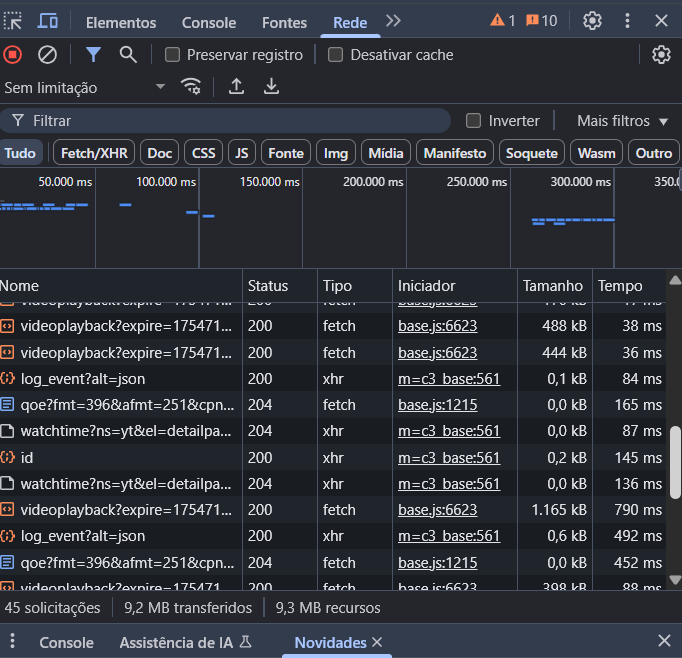 Elementos Console Fontes Rede 1 10
Preservar registro Desativar cache
Sem limitação
Filtrar Inverter Mais filtros
Tudo Fetch/XHR Doc CSS JS Fonte Img Mídia Manifesto Soquete Wasm Outro
50.000 ms 100.000 ms 150.000 ms 200.000 ms 250.000 ms 300.000 ms 350.0
Nome Status Tipo Iniciador Tamanho Tempo
videoplayback?expire=175471... 200 fetch base.js:6623 ms
videoplayback?expire=175471... 200 fetch base.js:6623 488 kB 38 ms
videoplayback?expire=175471... 200 fetch base.js:6623 444 kB 36 ms
log_event?alt=json 200 xhr m=c3_base:561 0,1 kB 84 ms
qoe?fmt=396&afmt=251&cpn... 204 fetch base.js:1215 0,0 kB 165 ms
watchtime?ns=yt&el=detailpa... 204 xhr m=c3_base:561 0,0 kB 87 ms
id 200 xhr m=c3_base:561 0,2 kB 145 ms
watchtime?ns=yt&el=detailpa... 204 xhr m=c3_base:561 0,0 kB 136 ms
videoplayback?expire=175471... 200 fetch base.js:6623 1.165 kB 790 ms
log_event?alt=json 200 xhr m=c3_base:561 0,6 kB 492 ms
qoe?fmt=396&afmt=251&cpn... 204 fetch base.js:1215 0,0 kB 452 ms
videoplayback?expire=175471... 200 fetch base.js:6623 398 kB 88 ms
45 solicitações 9,2 MB transferidos 9,3 MB recursos
Console Assistência de IA Novidades